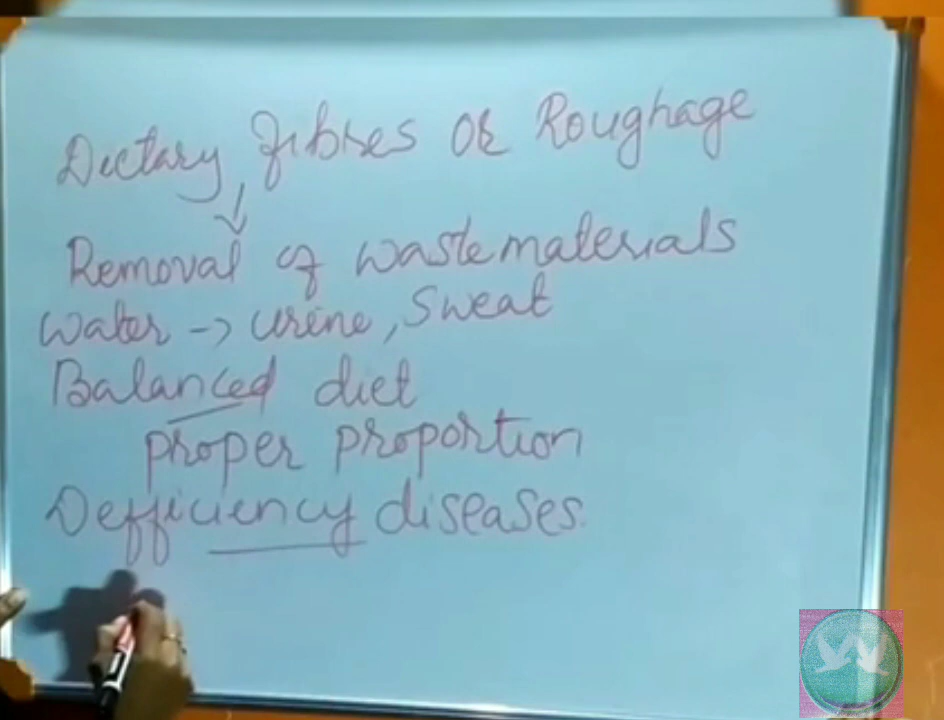 Dietary fibres OR Roughage
Removal of waste materials
Water -> Urine, Sweat
Balanced diet
proper proportion
Defficiency diseases.